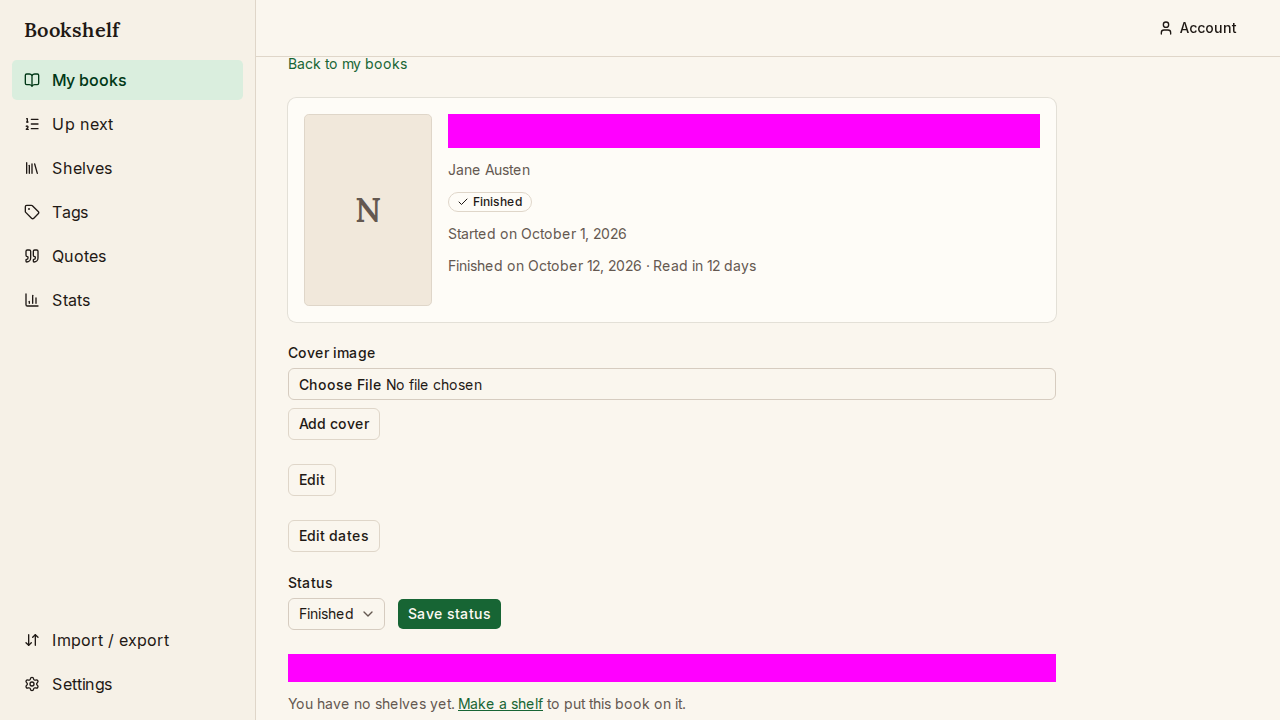 Bookshelf
My books
Up next
Shelves
Tags
Quotes
Stats
Import / export
Settings
Account
Back to my books
N
Jane Austen
Finished
Started on October 1, 2026
Finished on October 12, 2026 · Read in 12 days
Cover image
Choose File No file chosen
Add cover
Edit
Edit dates
Status
Finished
Save status
You have no shelves yet. Make a shelf to put this book on it.